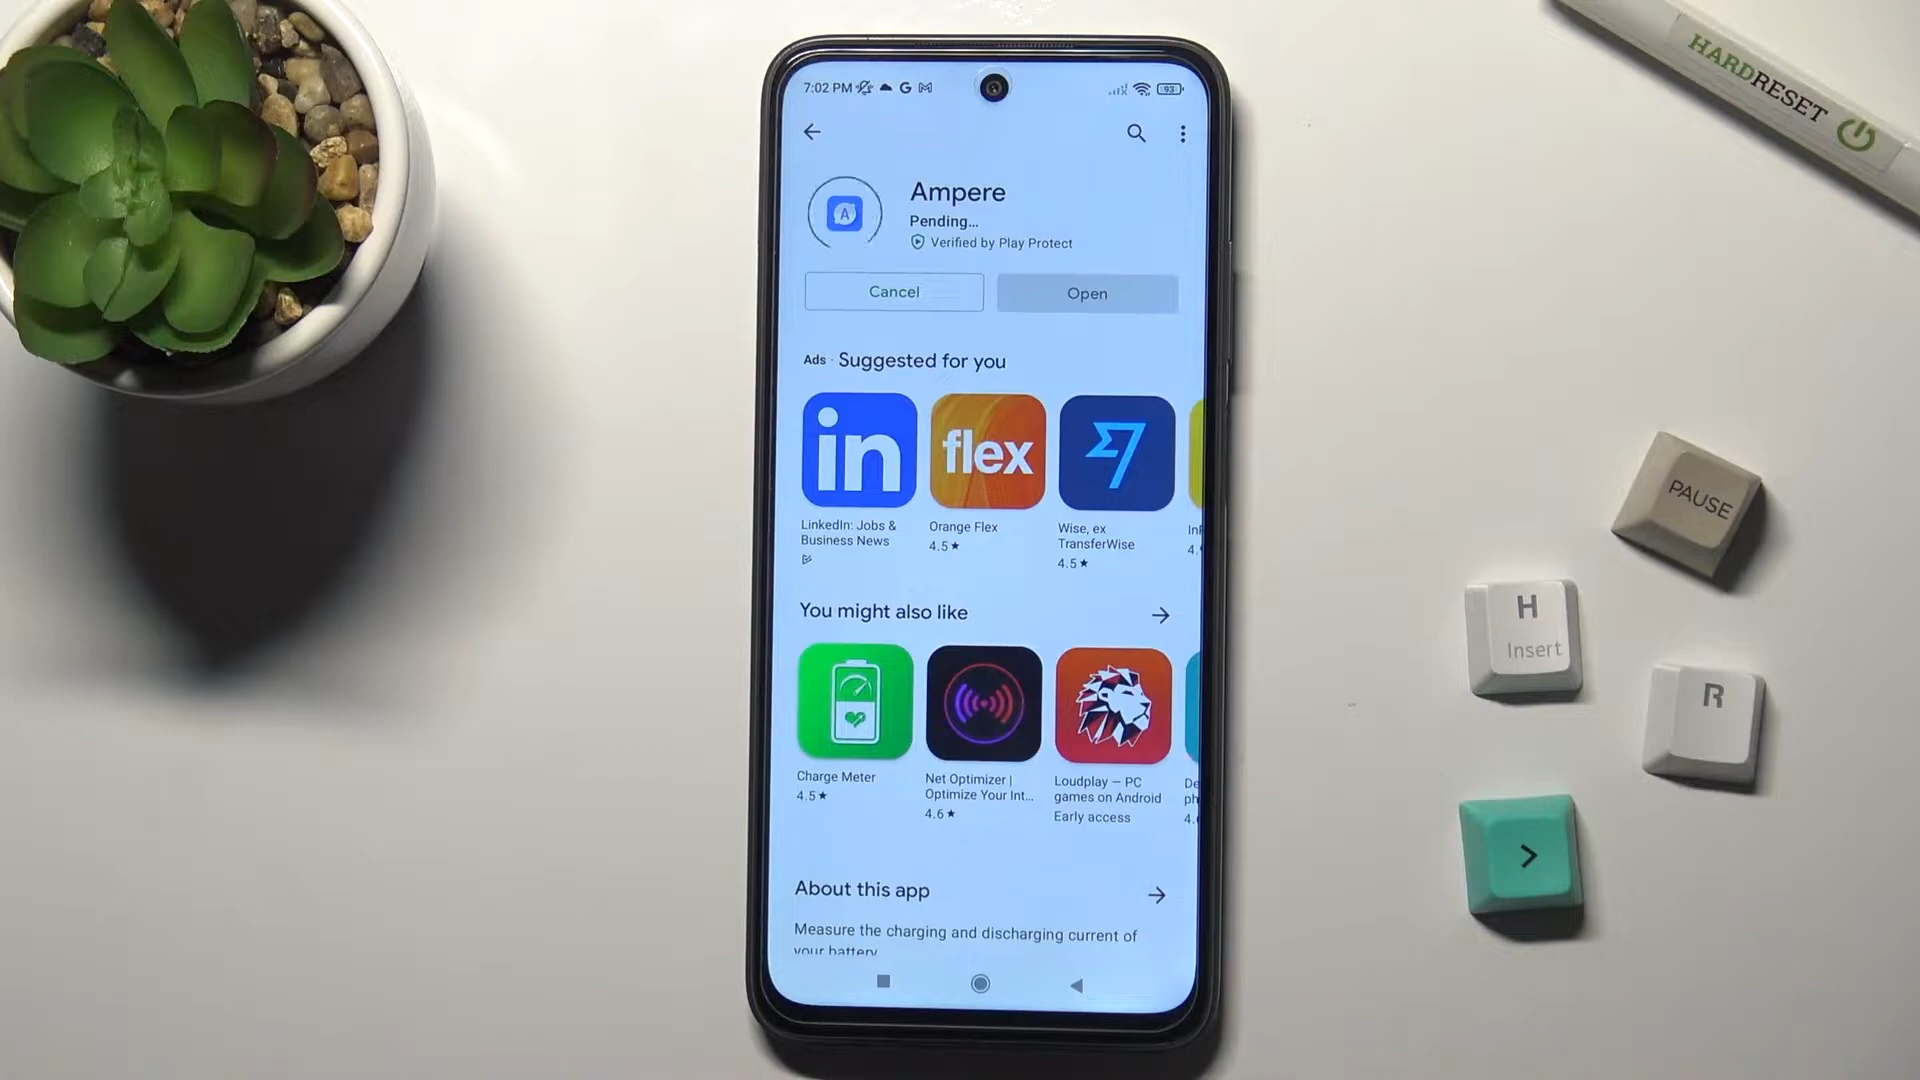 HARDRESET
7:02 PM
93
Ampere
Pending...
Verified by Play Protect
Cancel
Open
Ads · Suggested for you
in
flex
LinkedIn: Jobs &
Business News
Orange Flex
4.5★
Wise, ex
TransferWise
4.5★
You might also like
Charge Meter
4.5★
Net Optimizer |
Optimize Your Int...
4.6★
Loudplay — PC
games on Android
Early access
About this app
Measure the charging and discharging current of
your battery
PAUSE
H
Insert
R
>